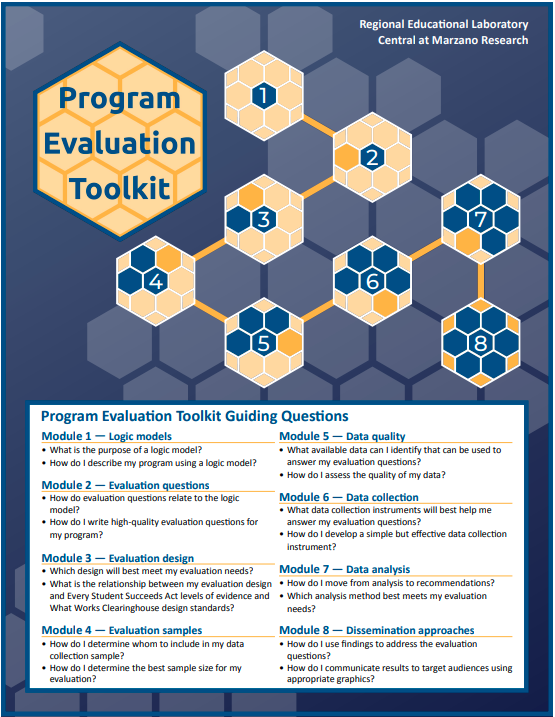 Regional Educational Laboratory
Central at Marzano Research
Program
Evaluation
Toolkit
1
2
3
4
5
6
7
8
Program Evaluation Toolkit Guiding Questions
Module 1 — Logic models
• What is the purpose of a logic model?
• How do I describe my program using a logic model?
Module 2 — Evaluation questions
• How do evaluation questions relate to the logic
model?
• How do I write high-quality evaluation questions for
my program?
Module 3 — Evaluation design
• Which design will best meet my evaluation needs?
• What is the relationship between my evaluation design
and Every Student Succeeds Act levels of evidence and
What Works Clearinghouse design standards?
Module 4 — Evaluation samples
• How do I determine whom to include in my data
collection sample?
• How do I determine the best sample size for my
evaluation?
Module 5 — Data quality
• What available data can I identify that can be used to
answer my evaluation questions?
• How do I assess the quality of my data?
Module 6 — Data collection
• What data collection instruments will best help me
answer my evaluation questions?
• How do I develop a simple but effective data collection
instrument?
Module 7 — Data analysis
• How do I move from analysis to recommendations?
• Which analysis method best meets my evaluation
needs?
Module 8 — Dissemination approaches
• How do I use findings to address the evaluation
questions?
• How do I communicate results to target audiences using
appropriate graphics?